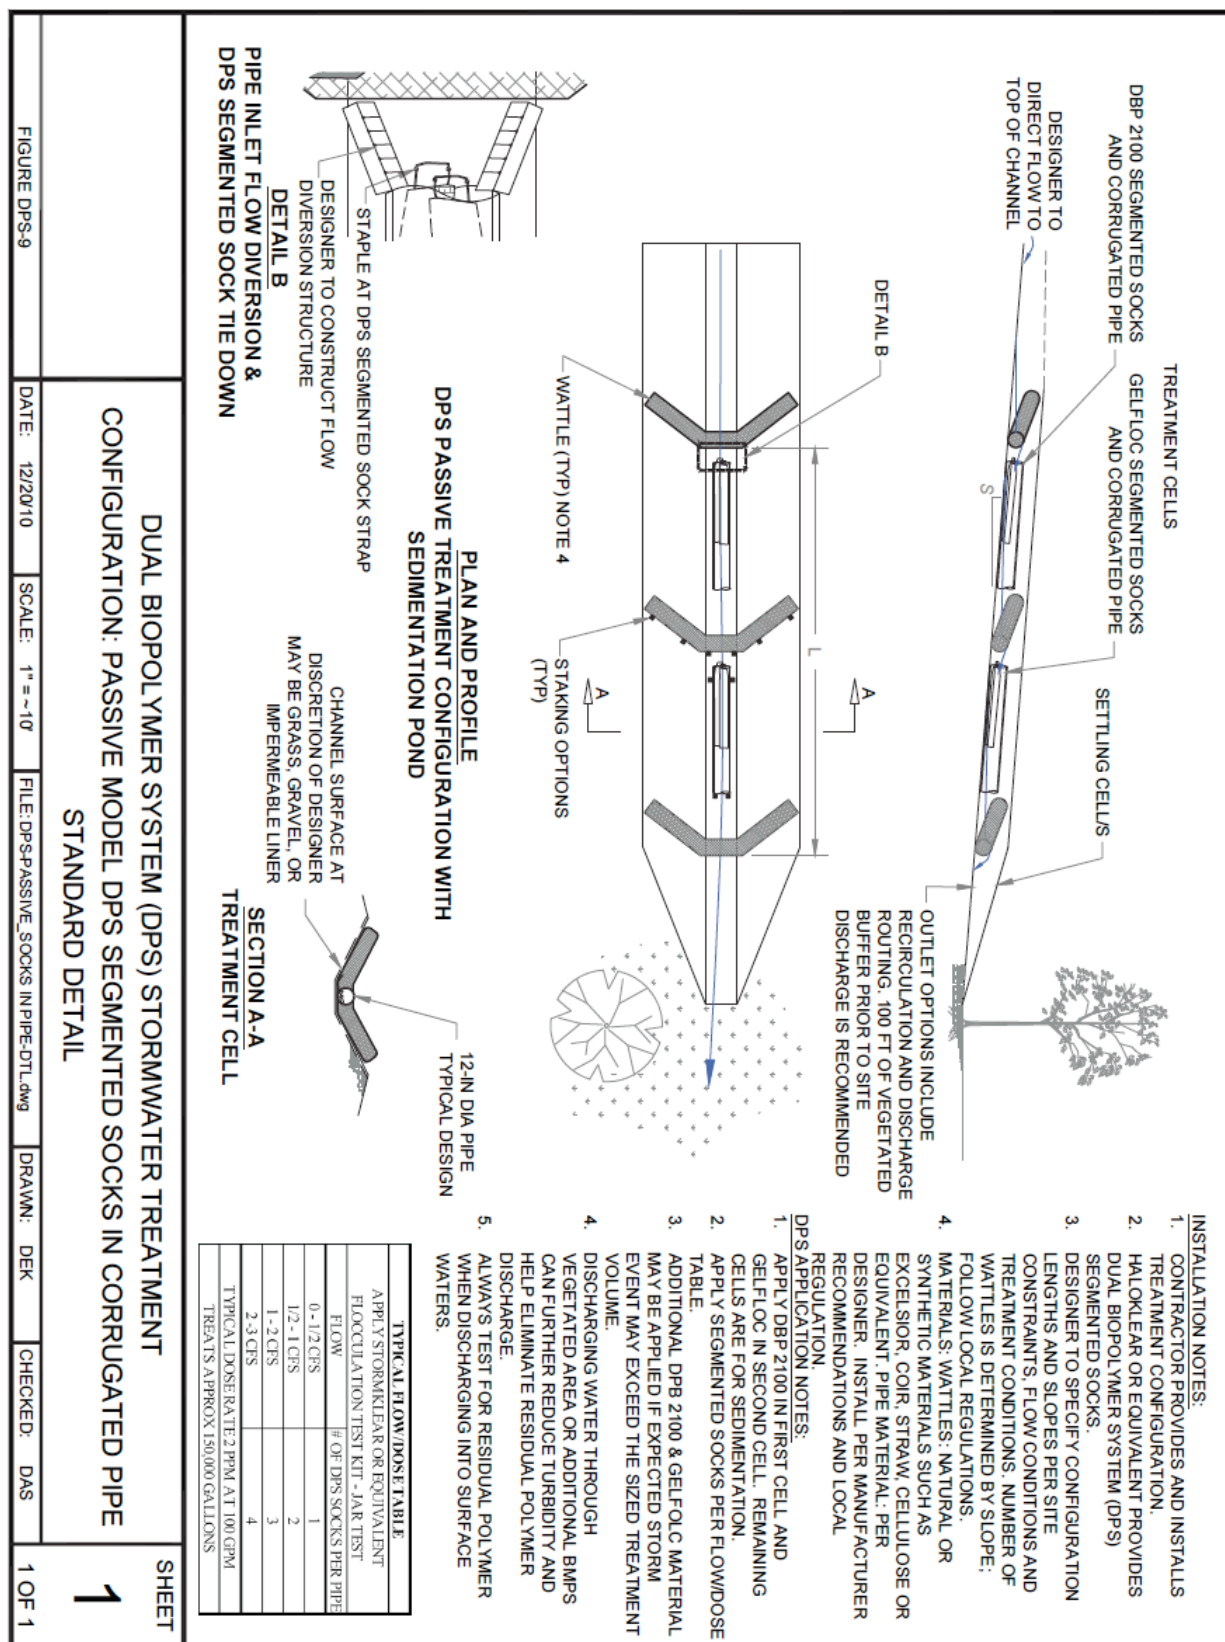 TREATMENT CELLS
DBP 2100 SEGMENTED SOCKS
AND CORRUGATED PIPE
GELFLOC SEGMENTED SOCKS
AND CORRUGATED PIPE
SETTLING CELL/S
DESIGNER TO
DIRECT FLOW TO
TOP OF CHANNEL
S
OUTLET OPTIONS INCLUDE
RECIRCULATION AND DISCHARGE
ROUTING. 100 FT OF VEGETATED
BUFFER PRIOR TO SITE
DISCHARGE IS RECOMMENDED
DETAIL B
L
A
A
WATTLE (TYP) NOTE 4
STAKING OPTIONS
(TYP)
PLAN AND PROFILE
DPS PASSIVE TREATMENT CONFIGURATION WITH
SEDIMENTATION POND
STAPLE AT DPS SEGMENTED SOCK STRAP
DESIGNER TO CONSTRUCT FLOW
DIVERSION STRUCTURE
DETAIL B
PIPE INLET FLOW DIVERSION &
DPS SEGMENTED SOCK TIE DOWN
CHANNEL SURFACE AT
DISCRETION OF DESIGNER
MAY BE GRASS, GRAVEL, OR
IMPERMEABLE LINER
12-IN DIA PIPE
TYPICAL DESIGN
SECTION A-A
TREATMENT CELL
INSTALLATION NOTES:
1. CONTRACTOR PROVIDES AND INSTALLS
TREATMENT CONFIGURATION.
2. HALOKLEAR OR EQUIVALENT PROVIDES
DUAL BIOPOLYMER SYSTEM (DPS)
SEGMENTED SOCKS.
3. DESIGNER TO SPECIFY CONFIGURATION
LENGTHS AND SLOPES PER SITE
CONSTRAINTS, FLOW CONDITIONS AND
TREATMENT CONDITIONS. NUMBER OF
WATTLES IS DETERMINED BY SLOPE;
FOLLOW LOCAL REGULATIONS.
4. MATERIALS: WATTLES: NATURAL OR
SYNTHETIC MATERIALS SUCH AS
EXCELSIOR, COIR, STRAW, CELLULOSE OR
EQUIVALENT. PIPE MATERIAL: PER
DESIGNER. INSTALL PER MANUFACTURER
RECOMMENDATIONS AND LOCAL
REGULATION.
DPS APPLICATION NOTES:
1. APPLY DBP 2100 IN FIRST CELL AND
GELFLOC IN SECOND CELL. REMAINING
CELLS ARE FOR SEDIMENTATION.
2. APPLY SEGMENTED SOCKS PER FLOW/DOSE
TABLE.
3. ADDITIONAL DPB 2100 & GELFOLC MATERIAL
MAY BE APPLIED IF EXPECTED STORM
EVENT MAY EXCEED THE SIZED TREATMENT
VOLUME.
4. DISCHARGING WATER THROUGH
VEGETATED AREA OR ADDITIONAL BMPS
CAN FURTHER REDUCE TURBIDITY AND
HELP ELIMINATE RESIDUAL POLYMER
DISCHARGE.
5. ALWAYS TEST FOR RESIDUAL POLYMER
WHEN DISCHARGING INTO SURFACE
WATERS.
TYPICAL FLOW/DOSE TABLE
APPLY STORMKLEAR OR EQUIVALENT
FLOCCULATION TEST KIT - JAR TEST
FLOW # OF DPS SOCKS PER PIPE
0 - 1/2 CFS 1
1/2 - 1 CFS 2
1 - 2 CFS 3
2 -3 CFS 4
TYPICAL DOSE RATE 2 PPM AT 100 GPM
TREATS APPROX 150,000 GALLONS
DUAL BIOPOLYMER SYSTEM (DPS) STORMWATER TREATMENT
CONFIGURATION: PASSIVE MODEL DPS SEGMENTED SOCKS IN CORRUGATED PIPE
STANDARD DETAIL
SHEET
1
1 OF 1
FIGURE DPS-9
DATE: 12/20/10
SCALE: 1" = ~10'
FILE: DPS-PASSIVE_SOCKS IN PIPE-DTL.dwg
DRAWN: DEK
CHECKED: DAS